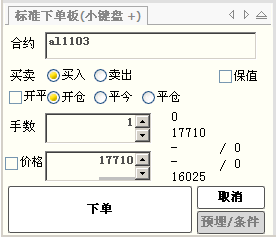 标准下单板(小键盘 +)
合约 al1103
买卖 买入 卖出 保值
开平 开仓 平今 平仓
手数 1 0
17710
价格 17710 - / 0
- / 0
16025
下单 取消
预埋/条件